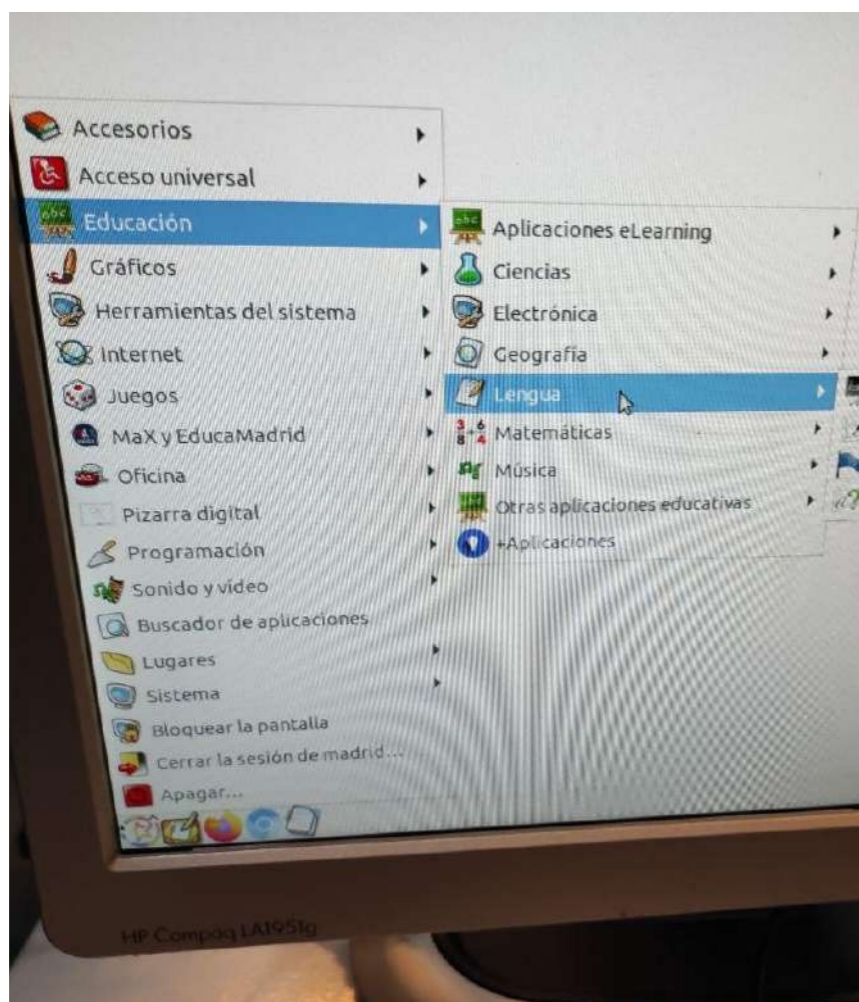 Accesorios
Acceso universal
Educación
Gráficos
Herramientas del sistema
Internet
Juegos
MaX y EducaMadrid
Oficina
Pizarra digital
Programación
Sonido y vídeo
Buscador de aplicaciones
Lugares
Sistema
Bloquear la pantalla
Cerrar la sesión de madrid...
Apagar...
Aplicaciones eLearning
Ciencias
Electrónica
Geografía
Lengua
Matemáticas
Música
Otras aplicaciones educativas
+Aplicaciones
HP Compaq LA1951g